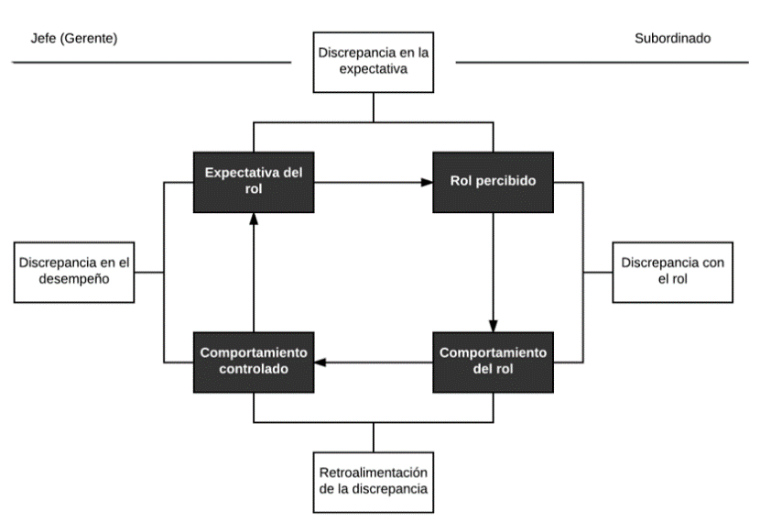 Jefe (Gerente)
Subordinado
Discrepancia en la
expectativa
Expectativa del
rol
Rol percibido
Discrepancia en el
desempeño
Discrepancia con
el rol
Comportamiento
controlado
Comportamiento
del rol
Retroalimentación
de la discrepancia